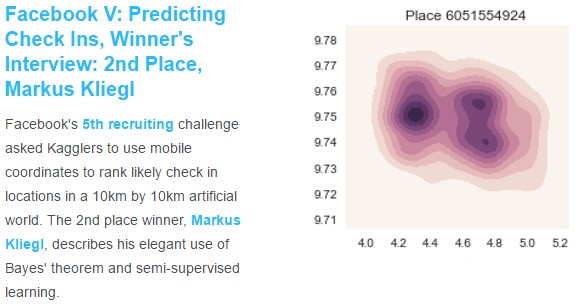 Facebook V: Predicting
Check Ins, Winner's
Interview: 2nd Place,
Markus Kliegl
Facebook's 5th recruiting challenge
asked Kagglers to use mobile
coordinates to rank likely check in
locations in a 10km by 10km artificial
world. The 2nd place winner, Markus
Kliegl, describes his elegant use of
Bayes' theorem and semi-supervised
learning.
Place 6051554924
9.78
9.77
9.76
9.75
9.74
9.73
9.72
9.71
4.0 4.2 4.4 4.6 4.8 5.0 5.2